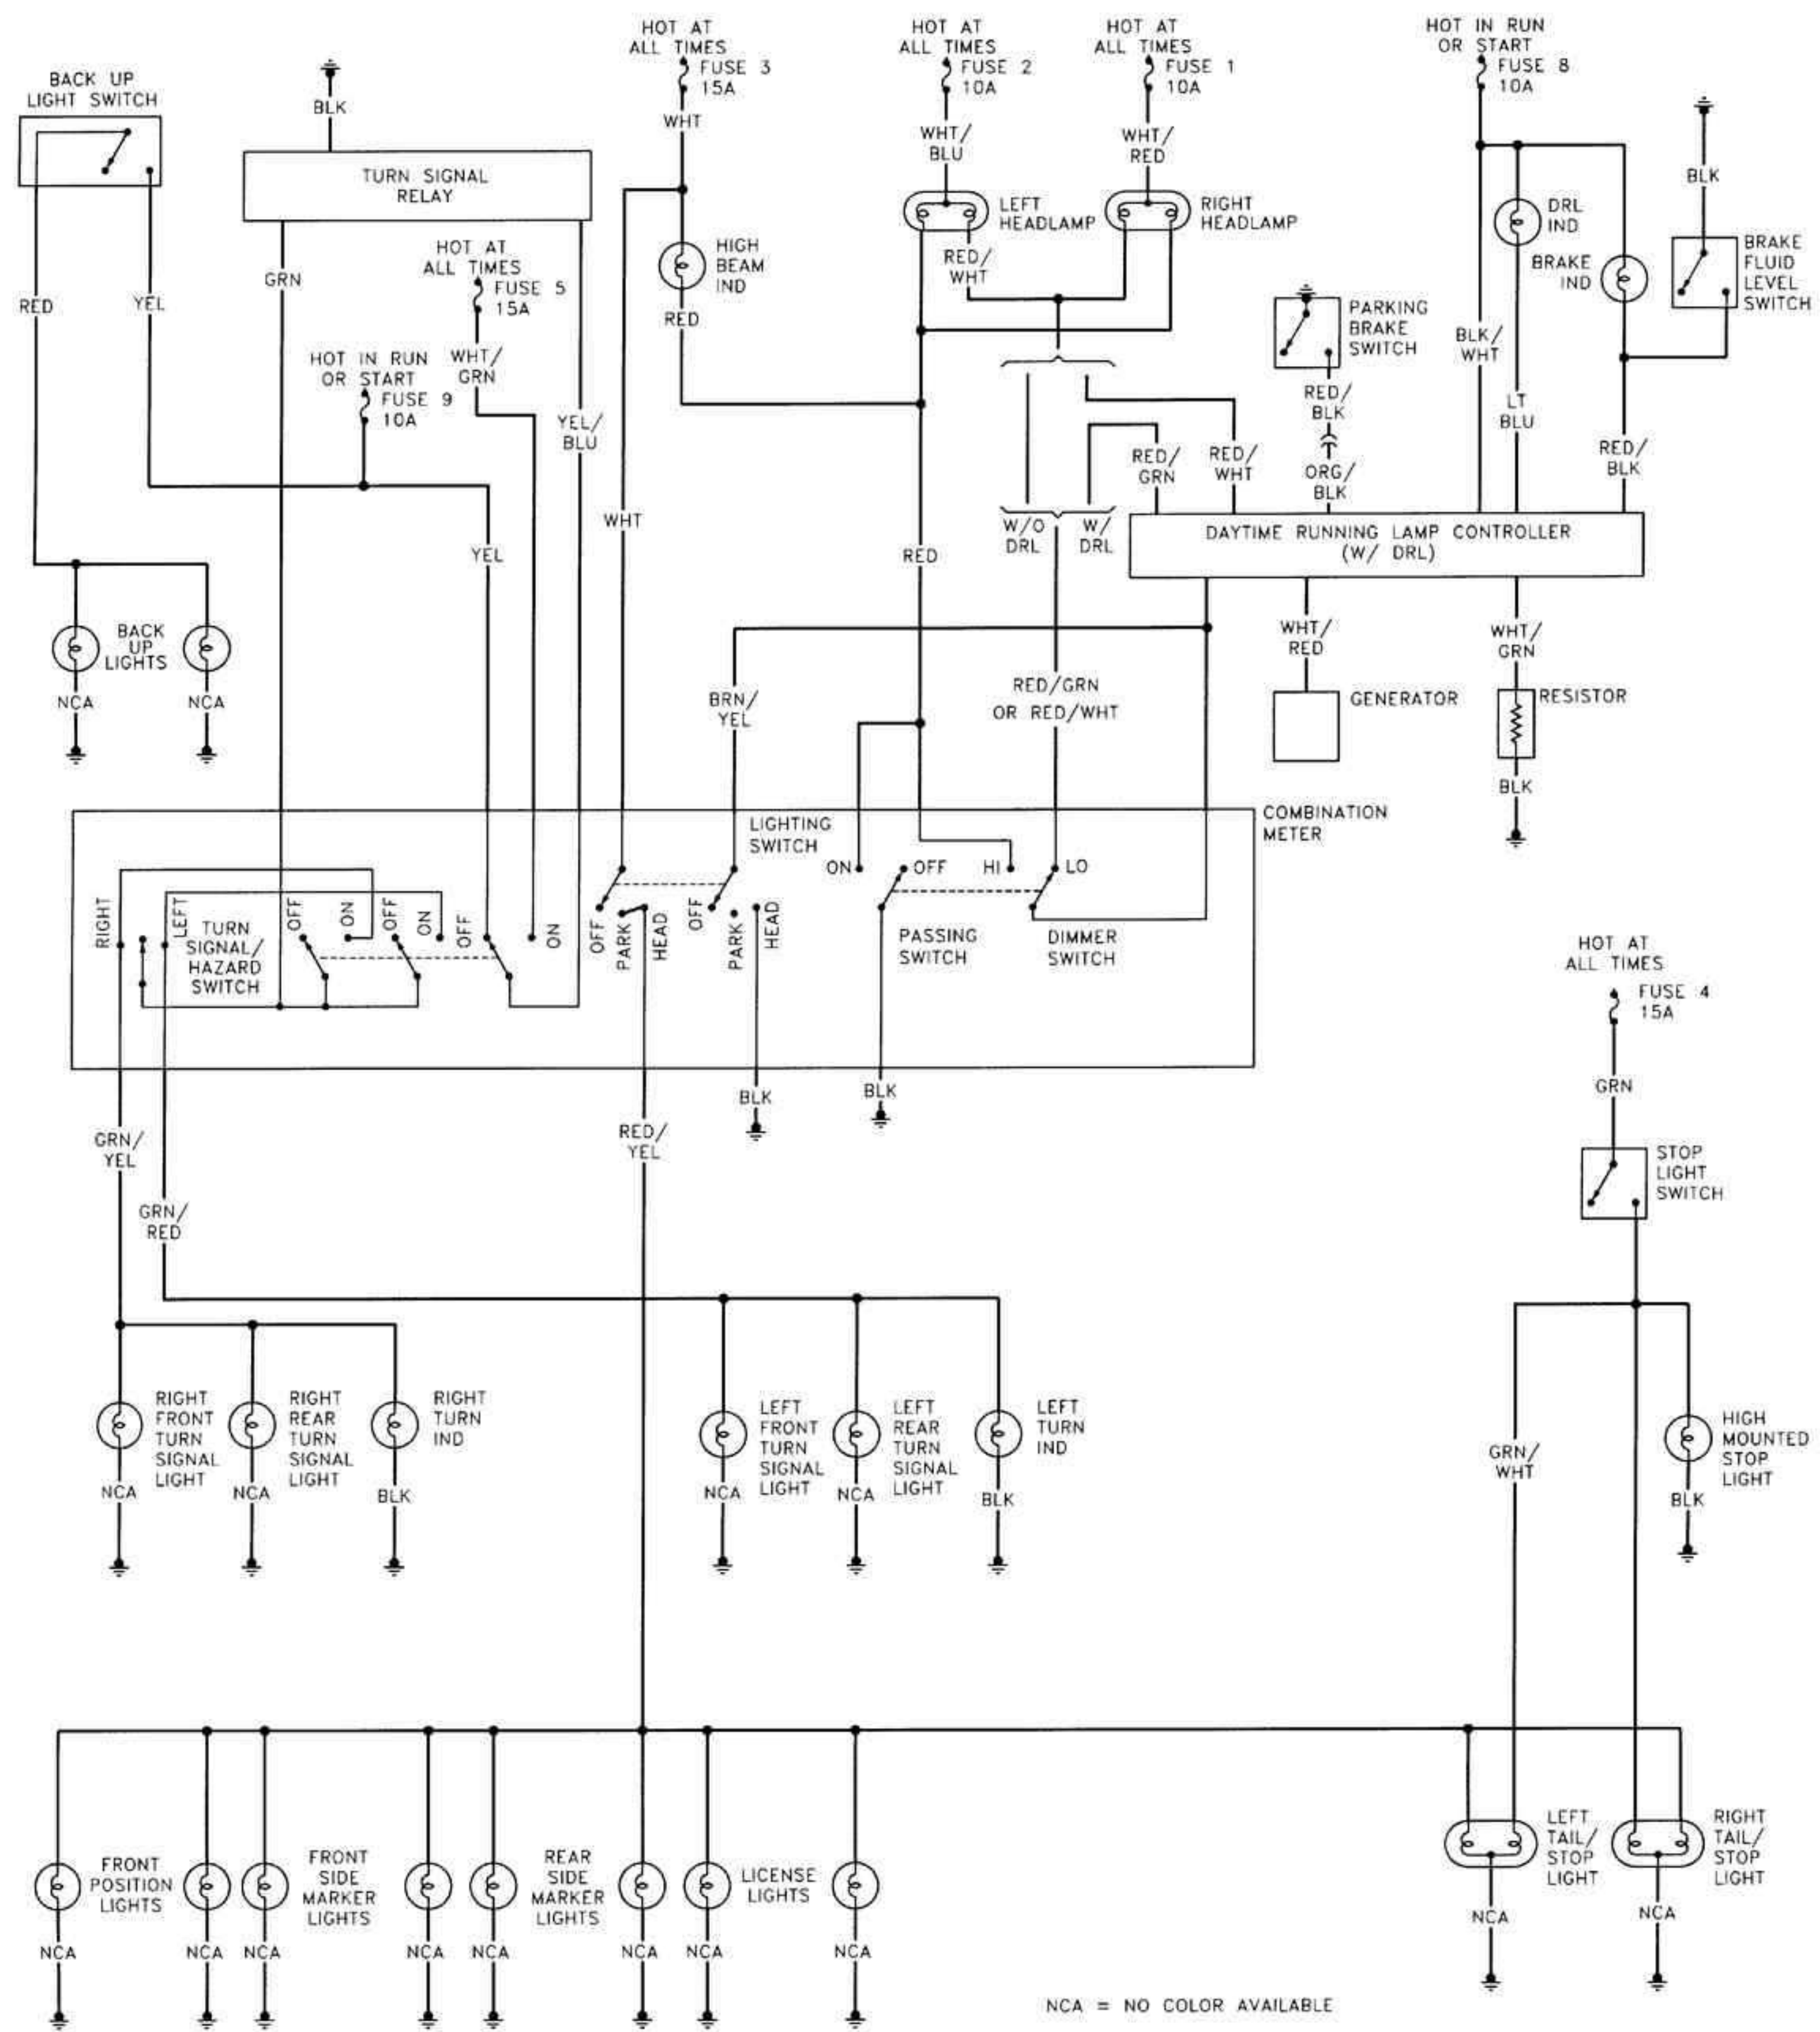 HOT AT
ALL TIMES
FUSE 3
15A
WHT
HOT AT
ALL TIMES
FUSE 2
10A
WHT/
BLU
HOT AT
ALL TIMES
FUSE 1
10A
WHT/
RED
HOT IN RUN
OR START
FUSE 8
10A
BACK UP
LIGHT SWITCH
BLK
TURN SIGNAL
RELAY
LEFT
HEADLAMP
RIGHT
HEADLAMP
DRL
IND
BLK
BRAKE
IND
BRAKE
FLUID
LEVEL
SWITCH
HIGH
BEAM
IND
RED
RED/
WHT
RED
YEL
GRN
HOT AT
ALL TIMES
FUSE 5
15A
WHT/
GRN
HOT IN RUN
OR START
FUSE 9
10A
YEL/
BLU
PARKING
BRAKE
SWITCH
RED/
BLK
ORG/
BLK
BLK/
WHT
LT
BLU
RED/
BLK
RED/
GRN
RED/
WHT
WHT
YEL
RED
W/O
DRL
W/
DRL
DAYTIME RUNNING LAMP CONTROLLER
(W/ DRL)
BACK
UP
LIGHTS
NCA
NCA
BRN/
YEL
RED/GRN
OR RED/WHT
WHT/
RED
GENERATOR
WHT/
GRN
RESISTOR
BLK
LIGHTING
SWITCH
COMBINATION
METER
RIGHT
LEFT
TURN
SIGNAL/
HAZARD
SWITCH
OFF
ON
OFF
ON
OFF
ON
OFF
PARK
HEAD
OFF
PARK
HEAD
ON
OFF
HI
LO
PASSING
SWITCH
DIMMER
SWITCH
BLK
BLK
HOT AT
ALL TIMES
FUSE 4
15A
GRN
STOP
LIGHT
SWITCH
GRN/
YEL
GRN/
RED
RED/
YEL
RIGHT
FRONT
TURN
SIGNAL
LIGHT
NCA
RIGHT
REAR
TURN
SIGNAL
LIGHT
NCA
RIGHT
TURN
IND
BLK
LEFT
FRONT
TURN
SIGNAL
LIGHT
NCA
LEFT
REAR
TURN
SIGNAL
LIGHT
NCA
LEFT
TURN
IND
BLK
GRN/
WHT
HIGH
MOUNTED
STOP
LIGHT
BLK
FRONT
POSITION
LIGHTS
NCA
NCA
FRONT
SIDE
MARKER
LIGHTS
NCA
NCA
REAR
SIDE
MARKER
LIGHTS
NCA
NCA
LICENSE
LIGHTS
NCA
NCA
LEFT
TAIL/
STOP
LIGHT
NCA
RIGHT
TAIL/
STOP
LIGHT
NCA
NCA = NO COLOR AVAILABLE